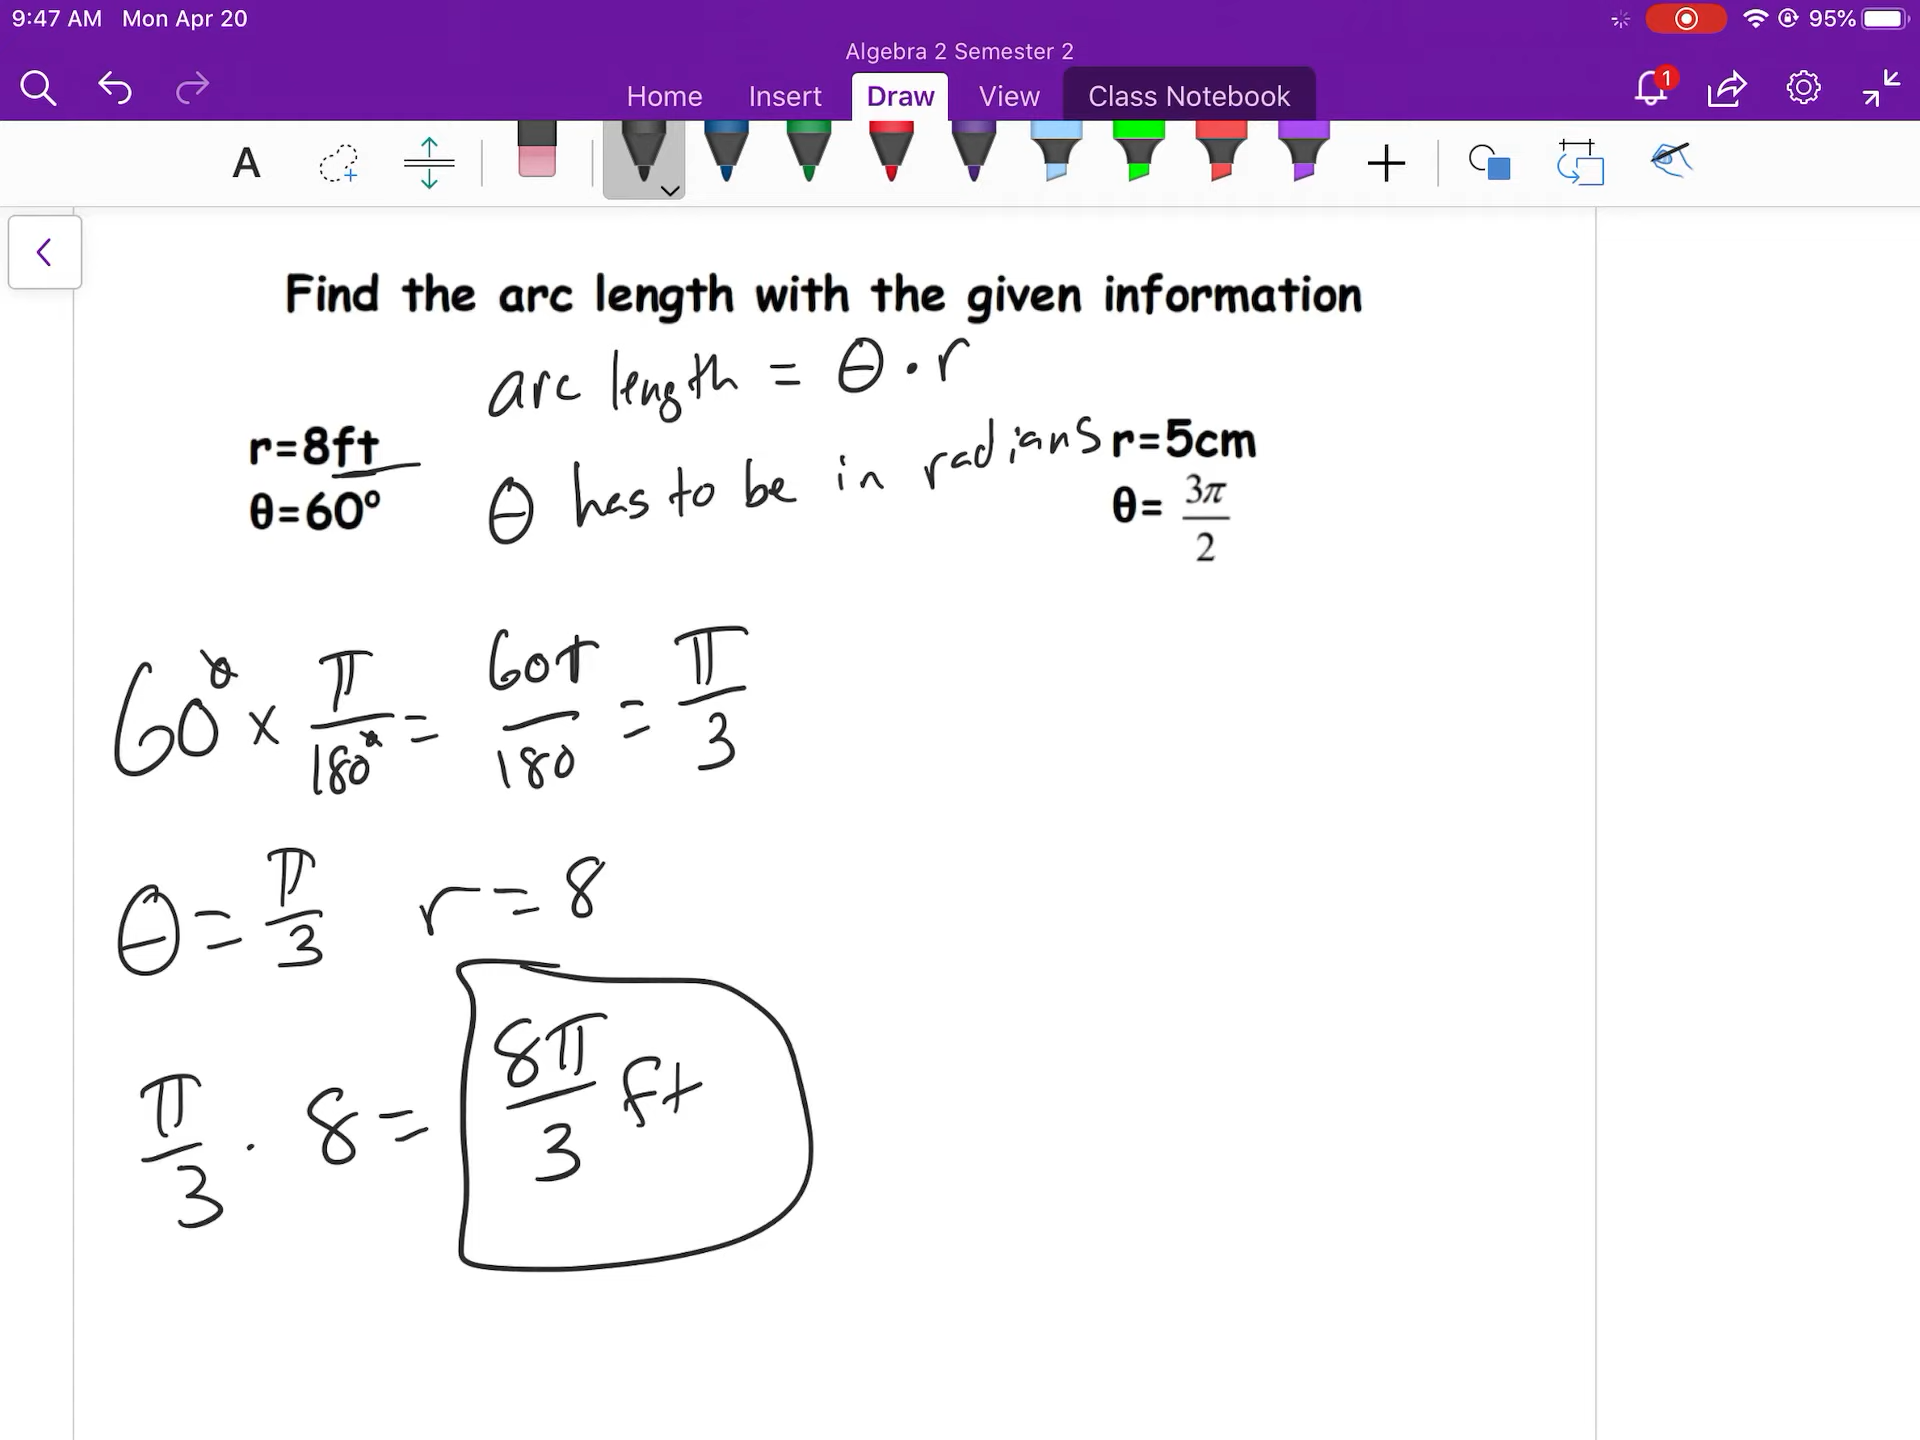 9:47 AM Mon Apr 20
95%
Algebra 2 Semester 2
Home Insert Draw View Class Notebook
1
A
Find the arc length with the given information
arc length = θ · r
r=8ft
θ=60°
θ has to be in radians
r=5cm
θ= 3π/2
60° × π/180° = 60π/180 = π/3
θ = π/3 r = 8
π/3 · 8 = 8π/3 ft